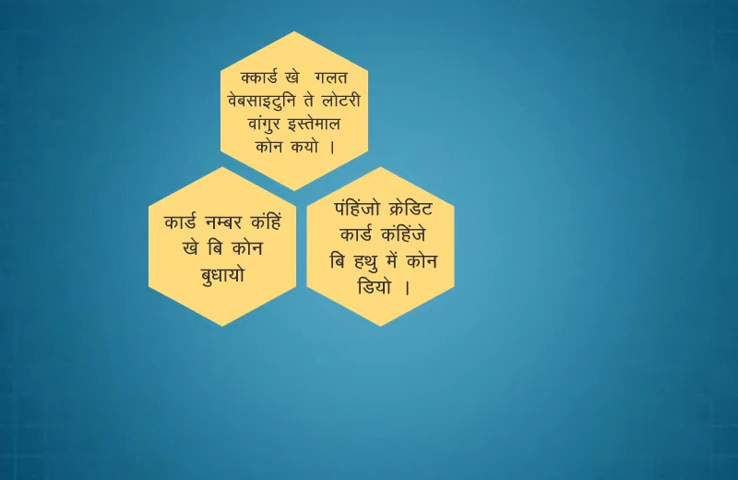 क्कार्ड खे गलत
वेबसाइटुनि ते लोटरी
वांगुर इस्तेमाल
कोन कयो ।
कार्ड नम्बर कंहिं
खे बि कोन
बुधायो
पंहिंजो क्रेडिट
कार्ड कंहिंजे
बि हथु में कोन
डियो ।